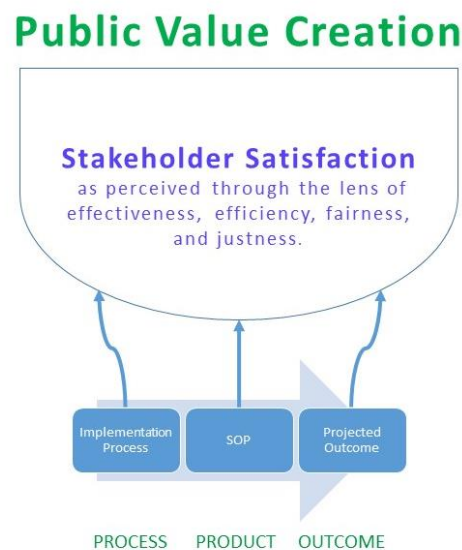 Public Value Creation
Stakeholder Satisfaction
as perceived through the lens of
effectiveness, efficiency, fairness,
and justness.
Implementation
Process
SOP
Projected
Outcome
PROCESS PRODUCT OUTCOME